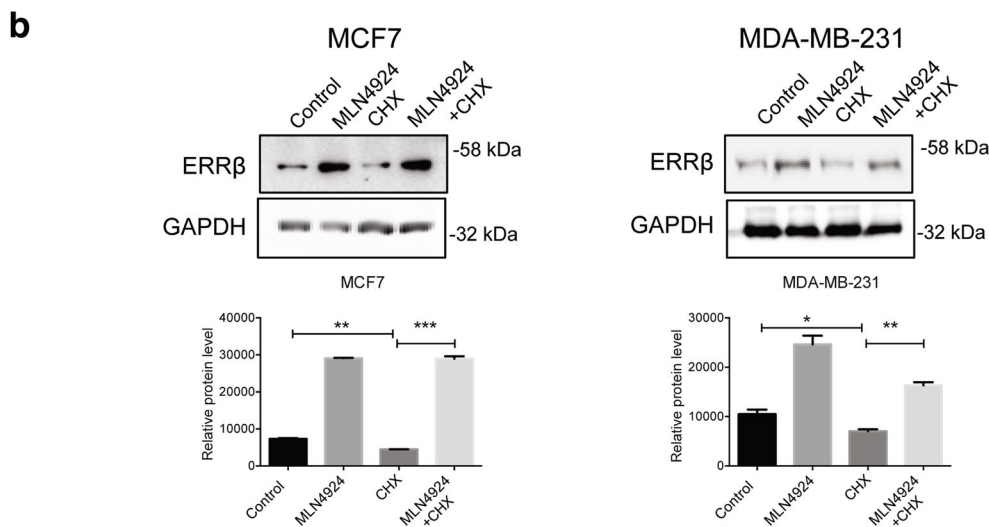 b
MCF7
Control
MLN4924
CHX
MLN4924
+CHX
ERRβ
-58 kDa
GAPDH
-32 kDa
MCF7
Relative protein level
40000
30000
20000
10000
0
**
***
Control
MLN4924
CHX
MLN4924
+CHX
MDA-MB-231
Control
MLN4924
CHX
MLN4924
+CHX
ERRβ
-58 kDa
GAPDH
-32 kDa
MDA-MB-231
Relative protein level
30000
20000
10000
0
*
**
Control
MLN4924
CHX
MLN4924
+CHX